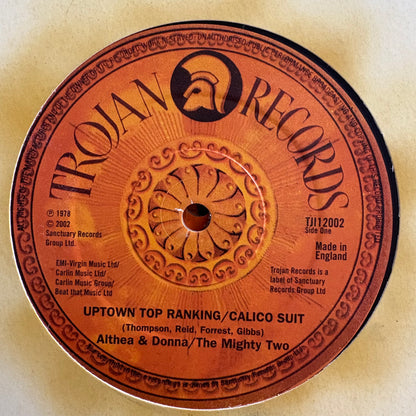 TROJAN RECORDS
℗ 1978
© 2002
Sanctuary Records
Group Ltd.
EMI-Virgin Music Ltd/
Carlin Music Ltd/
Carlin Music Group/
Beat that Music Ltd
TJI12002
Side One
Made in
England
Trojan Records is a
label of Sanctuary
Records Group Ltd
UPTOWN TOP RANKING/CALICO SUIT
(Thompson, Reid, Forrest, Gibbs)
Althea & Donna/The Mighty Two